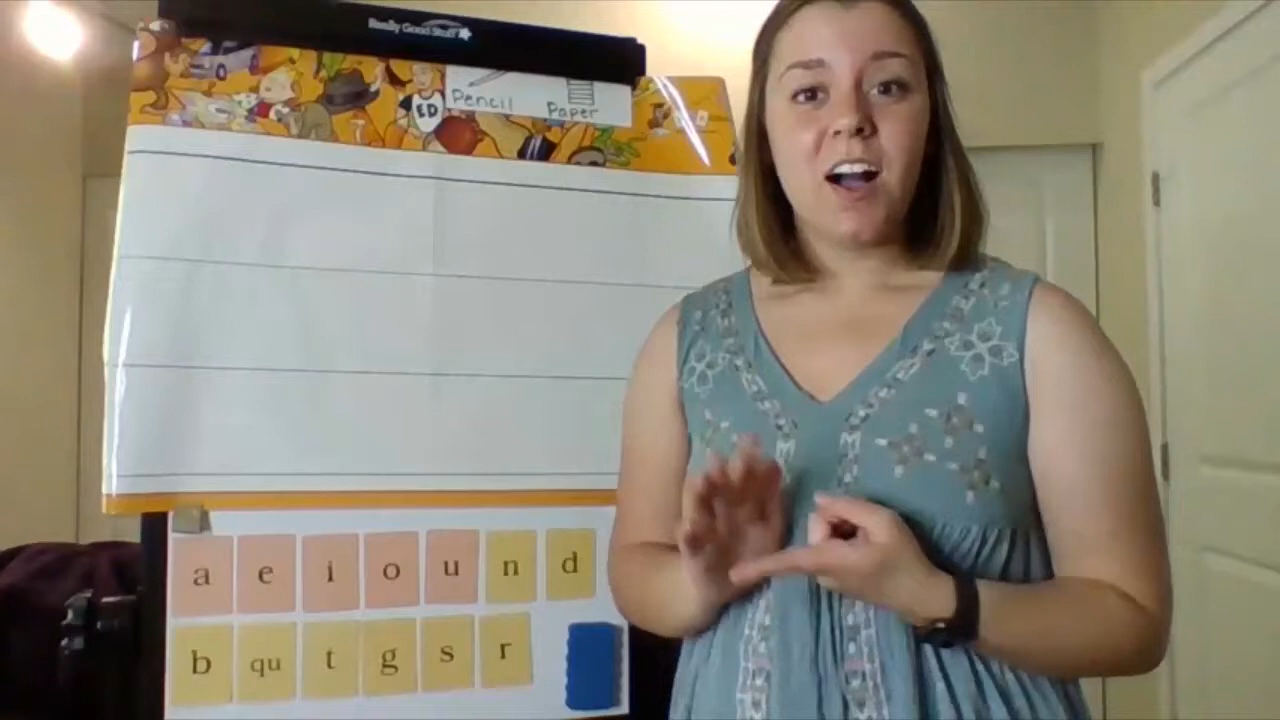 Really Good Stuff
Pencil Paper
ED
a e i o u n d
b qu t g s r